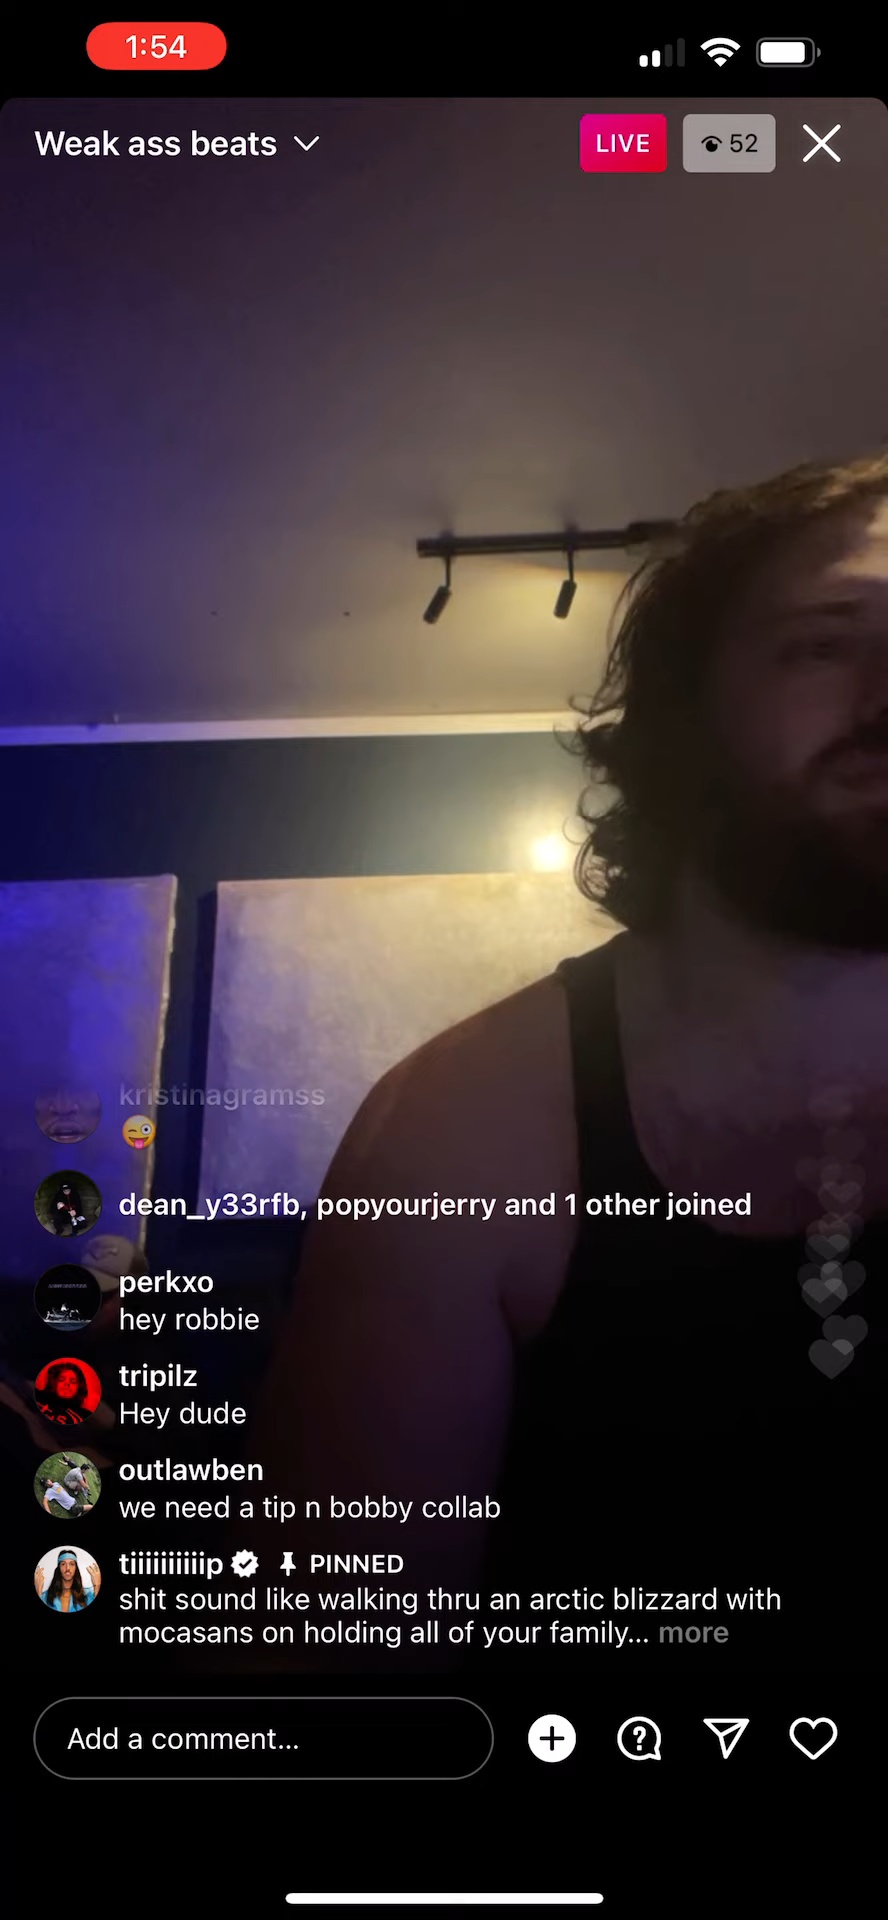 1:54
Weak ass beats
LIVE
52
kristinagramss
😜
dean_y33rfb, popyourjerry and 1 other joined
perkxo
hey robbie
tripilz
Hey dude
outlawben
we need a tip n bobby collab
tiiiiiiiiiip PINNED
shit sound like walking thru an arctic blizzard with
mocasans on holding all of your family... more
Add a comment...